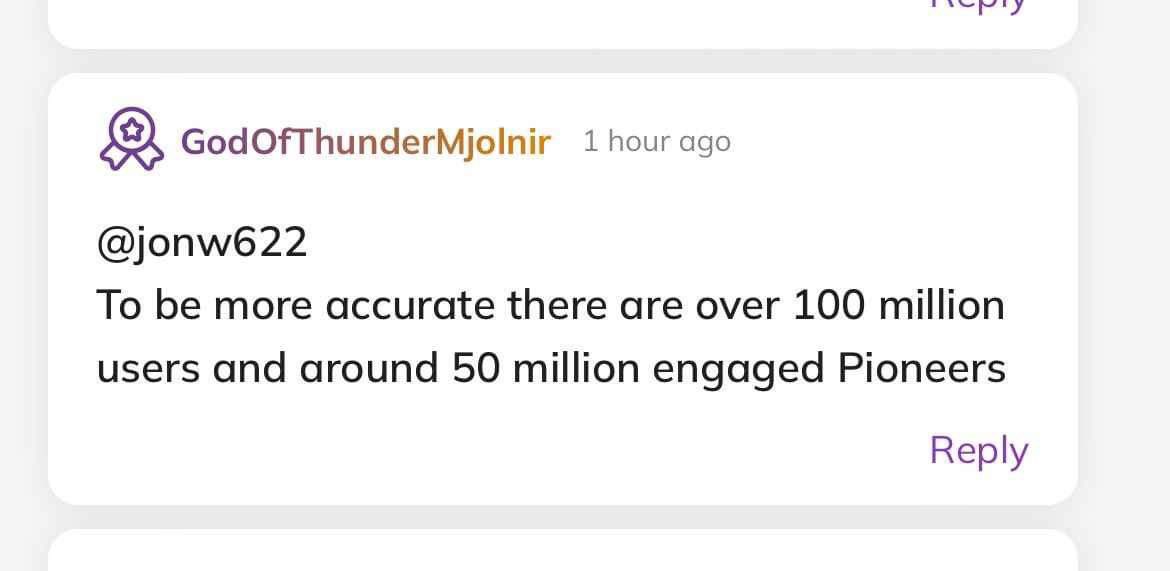 Reply
GodOfThunderMjolnir 1 hour ago
@jonw622
To be more accurate there are over 100 million
users and around 50 million engaged Pioneers
Reply